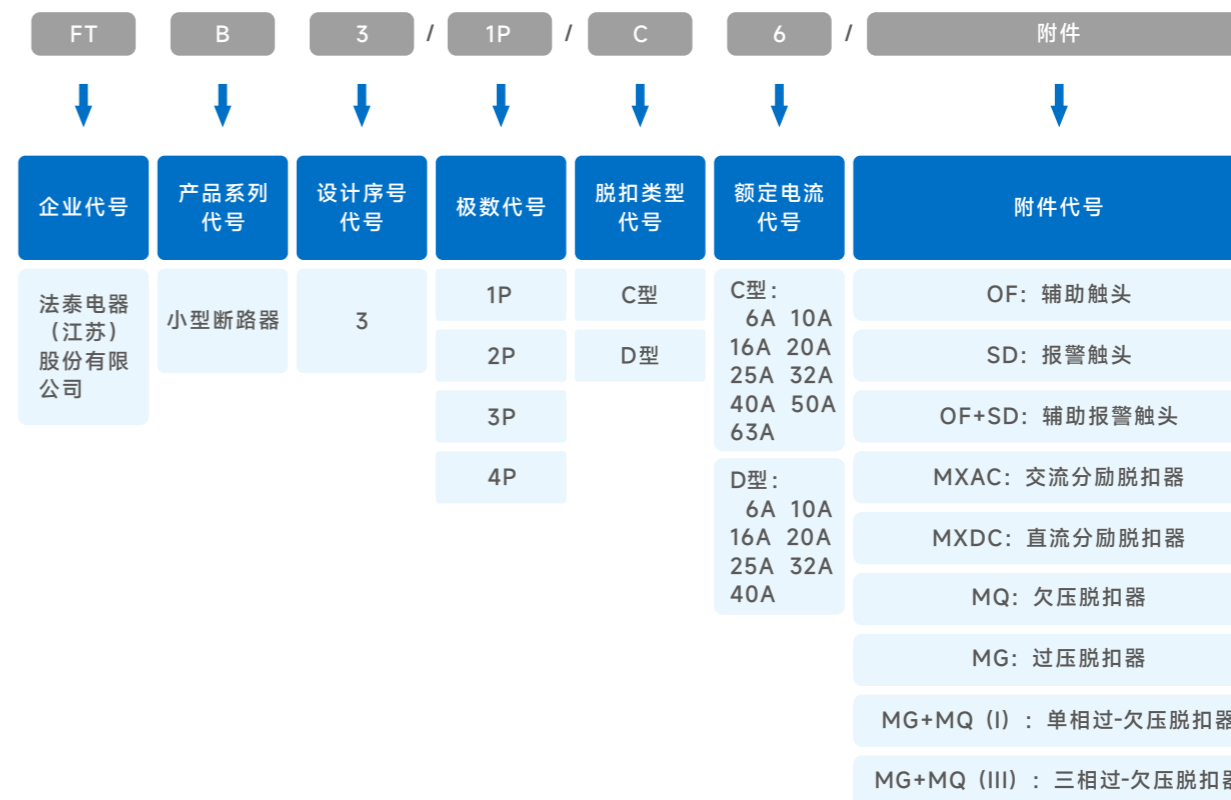 FT B 3 / 1P / C 6 / 附件
企业代号
产品系列
代号
设计序号
代号
极数代号
脱扣类型
代号
额定电流
代号
附件代号
法泰电器
（江苏）
股份有限
公司
小型断路器
3
1P
2P
3P
4P
C型
D型
C型：
6A 10A
16A 20A
25A 32A
40A 50A
63A
D型：
6A 10A
16A 20A
25A 32A
40A
OF：辅助触头
SD：报警触头
OF+SD：辅助报警触头
MXAC：交流分励脱扣器
MXDC：直流分励脱扣器
MQ：欠压脱扣器
MG：过压脱扣器
MG+MQ（I）：单相过-欠压脱扣器
MG+MQ（III）：三相过-欠压脱扣器